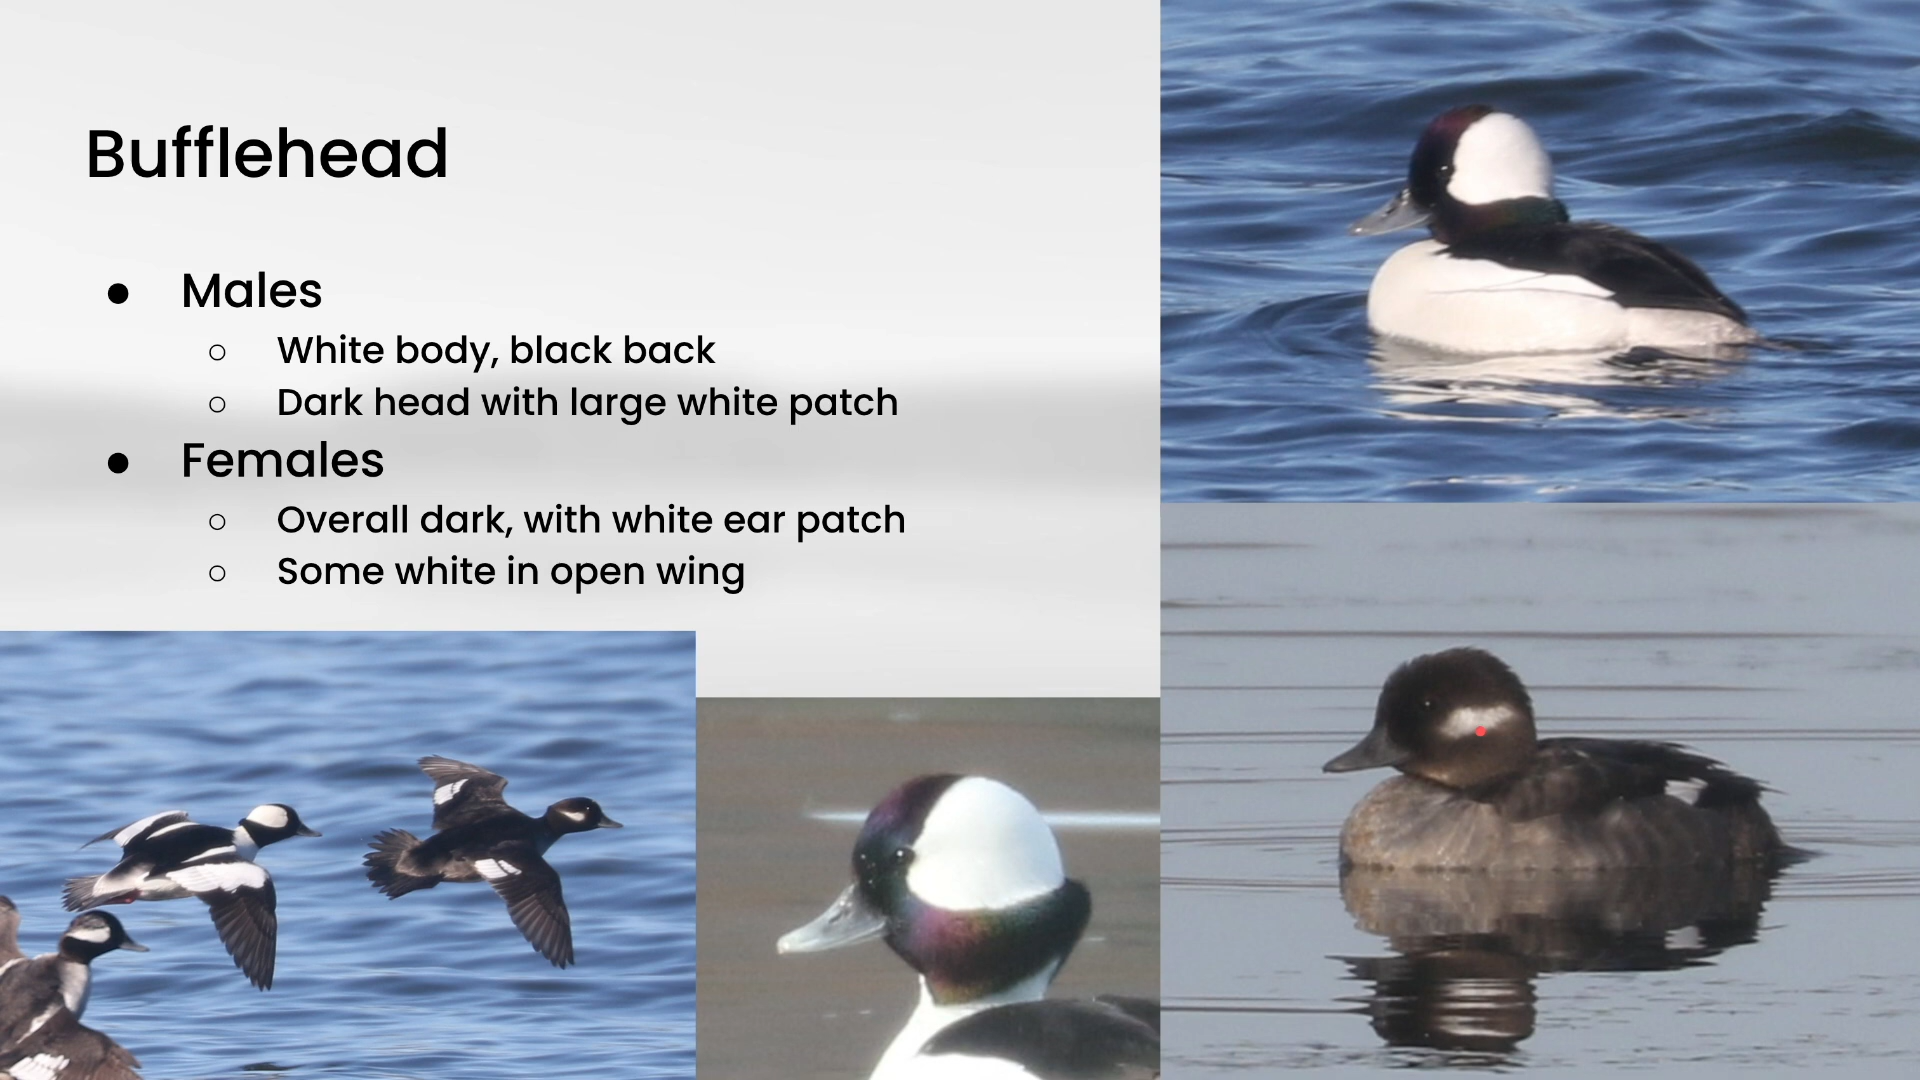 Bufflehead
● Males
○ White body, black back
○ Dark head with large white patch
● Females
○ Overall dark, with white ear patch
○ Some white in open wing